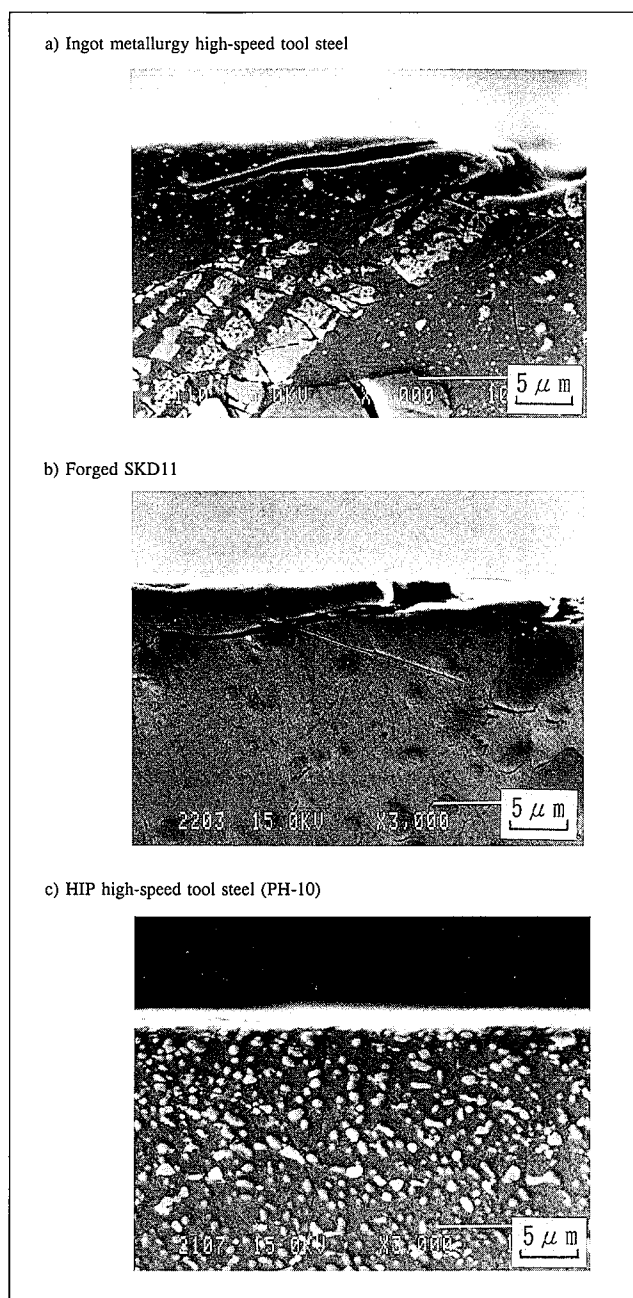 a) Ingot metallurgy high-speed tool steel
5 μm
b) Forged SKD11
2203 15.0KV X3,000
5 μm
c) HIP high-speed tool steel (PH-10)
2107 15.0KV X3,000
5 μm